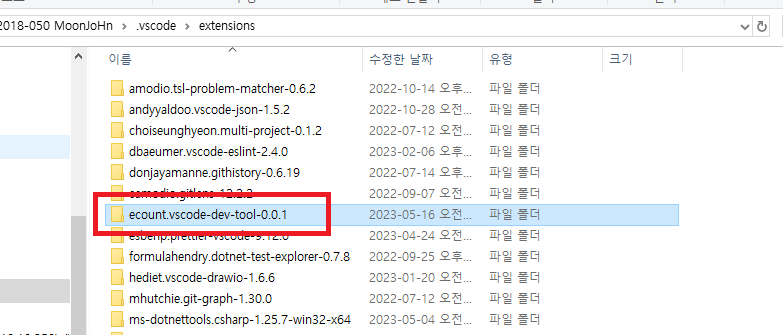 2018-050 MoonJoHn > .vscode > extensions
이름 수정한 날짜 유형 크기
amodio.tsl-problem-matcher-0.6.2 2022-10-14 오후... 파일 폴더
andyyaldoo.vscode-json-1.5.2 2022-10-28 오전... 파일 폴더
choiseunghyeon.multi-project-0.1.2 2022-07-12 오전... 파일 폴더
dbaeumer.vscode-eslint-2.4.0 2023-02-06 오후... 파일 폴더
donjayamanne.githistory-0.6.19 2022-07-14 오후... 파일 폴더
eamodio.gitlens-12.2.2 2022-09-07 오전... 파일 폴더
ecount.vscode-dev-tool-0.0.1 2023-05-16 오전... 파일 폴더
esbenp.prettier-vscode-9.12.0 2023-04-24 오전... 파일 폴더
formulahendry.dotnet-test-explorer-0.7.8 2022-09-25 오후... 파일 폴더
hediet.vscode-drawio-1.6.6 2023-01-20 오전... 파일 폴더
mhutchie.git-graph-1.30.0 2022-07-12 오전... 파일 폴더
ms-dotnettools.csharp-1.25.7-win32-x64 2023-05-04 오전... 파일 폴더